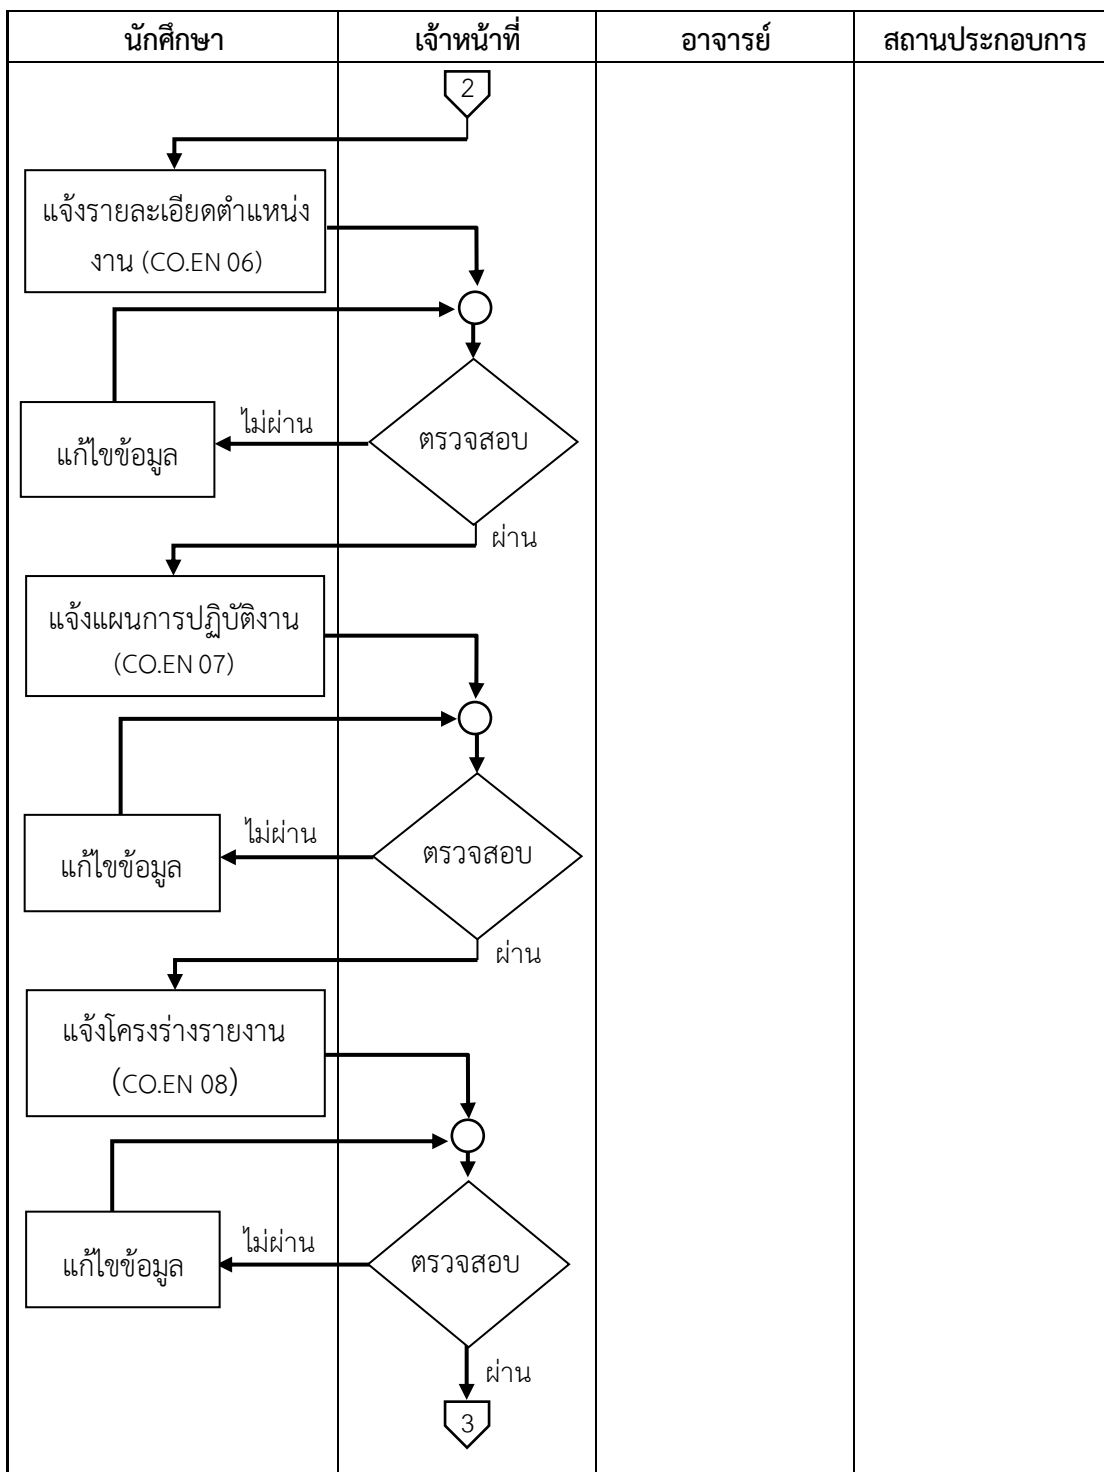 นักศึกษา
เจ้าหน้าที่
อาจารย์
สถานประกอบการ
2
แจ้งรายละเอียดตำแหน่ง
งาน (CO.EN 06)
ไม่ผ่าน
ตรวจสอบ
แก้ไขข้อมูล
ผ่าน
แจ้งแผนการปฏิบัติงาน
(CO.EN 07)
ไม่ผ่าน
ตรวจสอบ
แก้ไขข้อมูล
ผ่าน
แจ้งโครงร่างรายงาน
(CO.EN 08)
ไม่ผ่าน
ตรวจสอบ
แก้ไขข้อมูล
ผ่าน
3